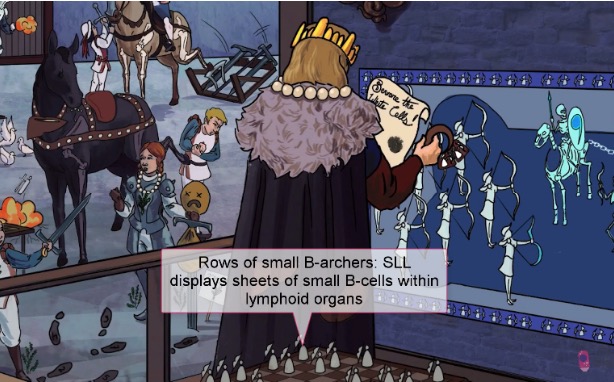 Beware the
White Cells!
Rows of small B-archers: SLL
displays sheets of small B-cells within
lymphoid organs